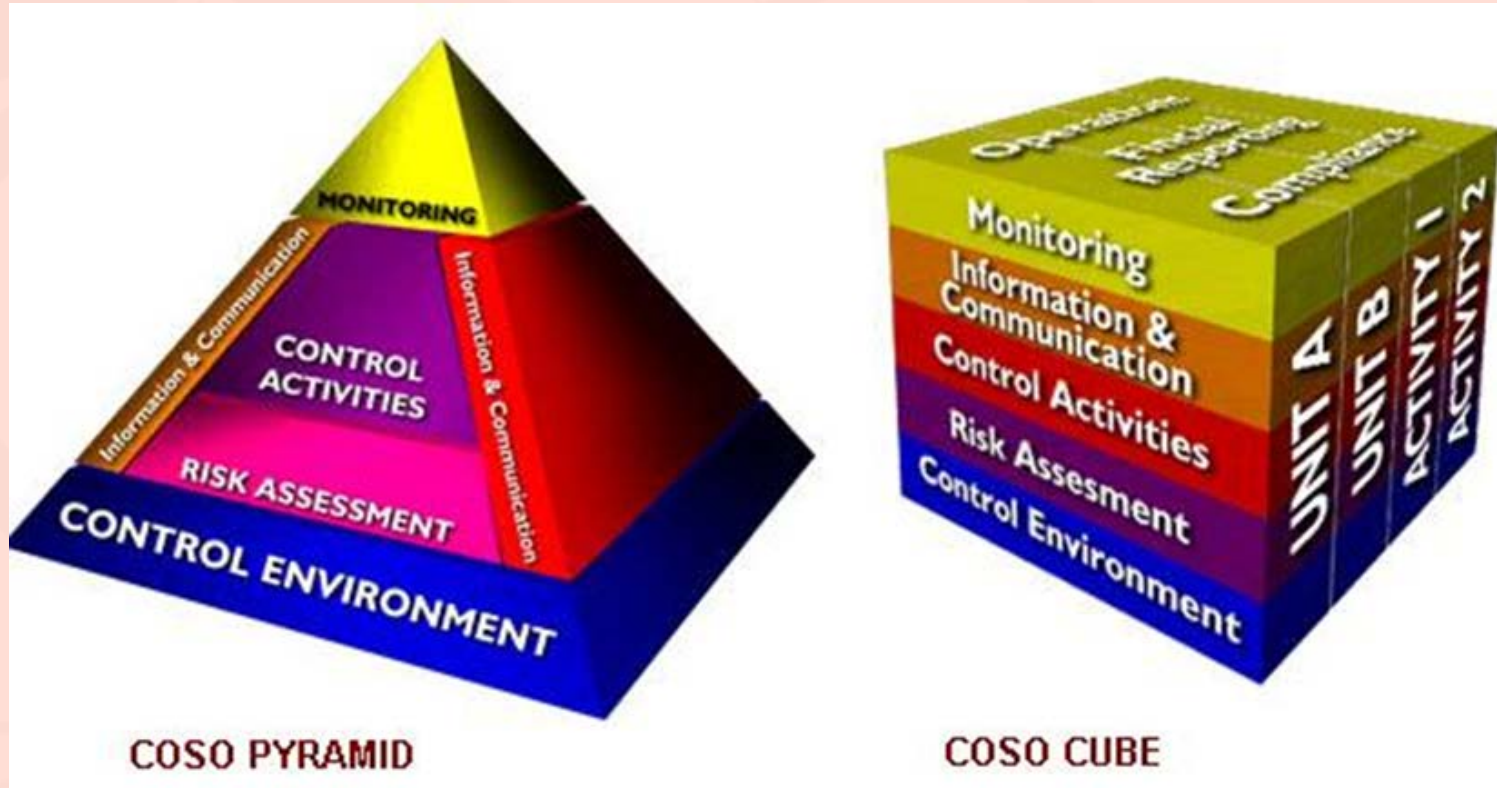 MONITORING
Information & Communication
Information & Communication
CONTROL
ACTIVITIES
RISK ASSESSMENT
CONTROL ENVIRONMENT
COSO PYRAMID
Operations
Fincial
Reporting
Compliance
Monitoring
Information &
Communication
Control Activities
Risk Assesment
Control Environment
UNIT A
UNIT B
ACTIVITY 1
ACTIVITY 2
COSO CUBE